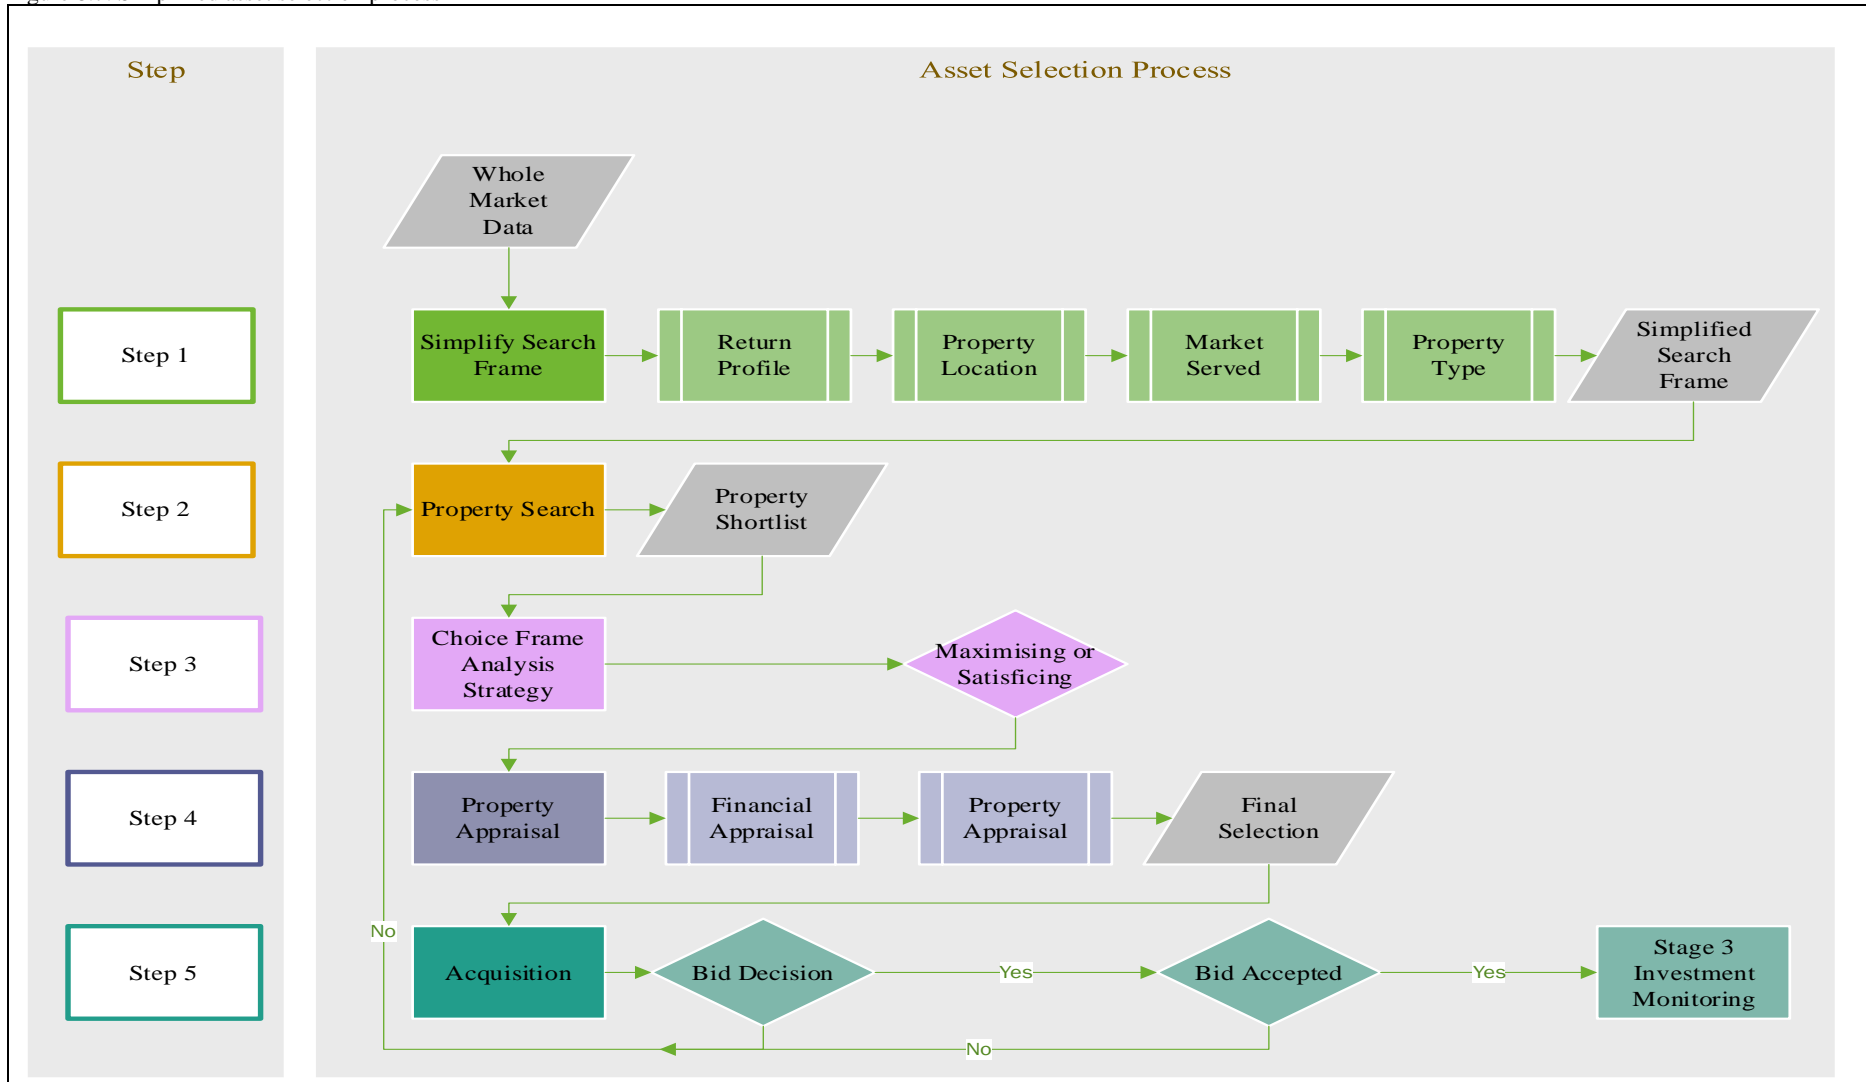 Step
Asset Selection Process
Whole
Market
Data
Step 1
Simplify Search
Frame
Return
Profile
Property
Location
Market
Served
Property
Type
Simplified
Search
Frame
Step 2
Property Search
Property
Shortlist
Step 3
Choice Frame
Analysis
Strategy
Maximising or
Satisficing
Step 4
Property
Appraisal
Financial
Appraisal
Property
Appraisal
Final
Selection
No
Step 5
Acquisition
Bid Decision
Yes
Bid Accepted
Yes
Stage 3
Investment
Monitoring
No